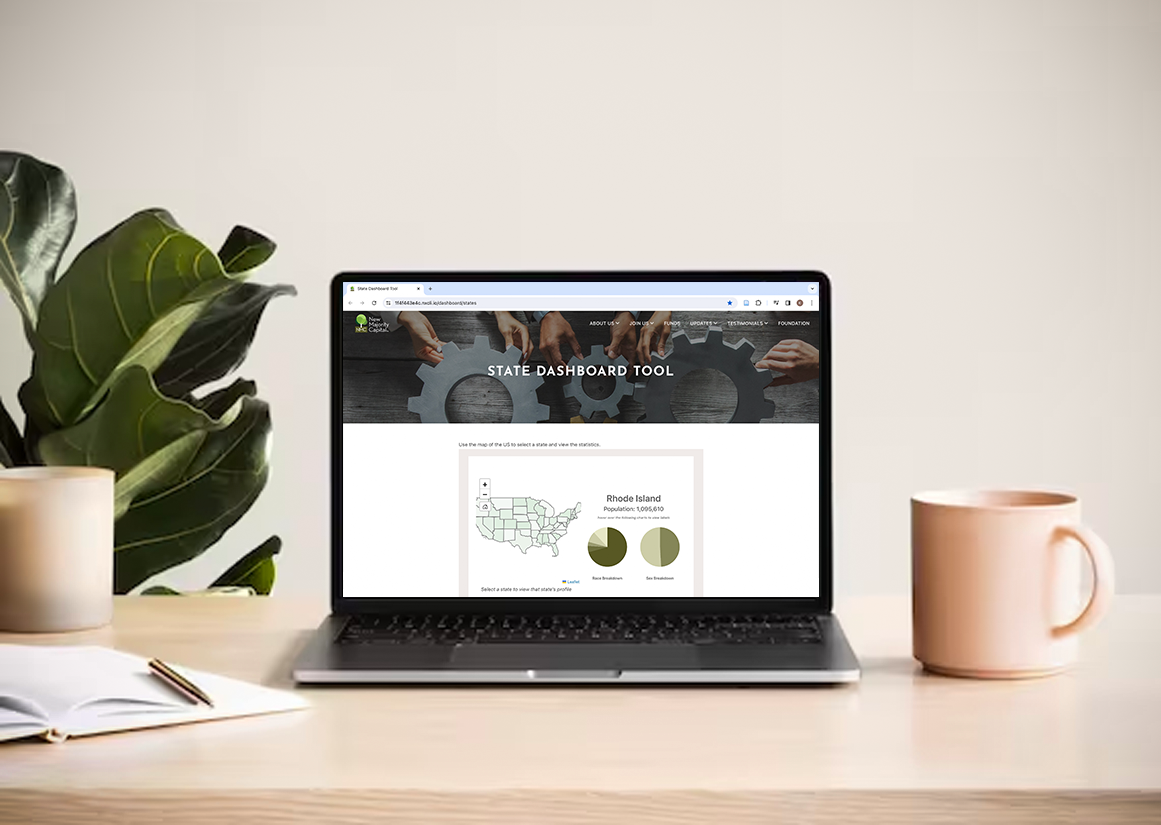 State Dashboard Tool
1f4f443e4c.nxcli.io/dashboard/states
New
Majority
Capital
NMC
ABOUT US JOIN US FUNDS UPDATES TESTIMONIALS FOUNDATION
STATE DASHBOARD TOOL
Use the map of the US to select a state and view the statistics.
+
−
Rhode Island
Population: 1,095,610
Race Breakdown Sex Breakdown
Leaflet
Select a state to view that state's profile